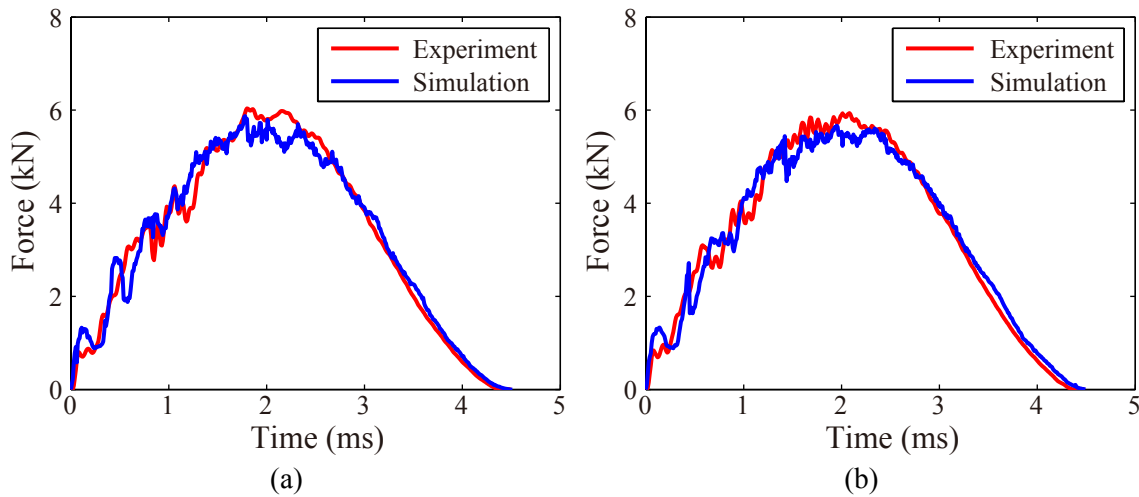 8
6
4
2
0
Force (kN)
Experiment
Simulation
0 1 2 3 4 5
Time (ms)
(a)
8
6
4
2
0
Force (kN)
Experiment
Simulation
0 1 2 3 4 5
Time (ms)
(b)